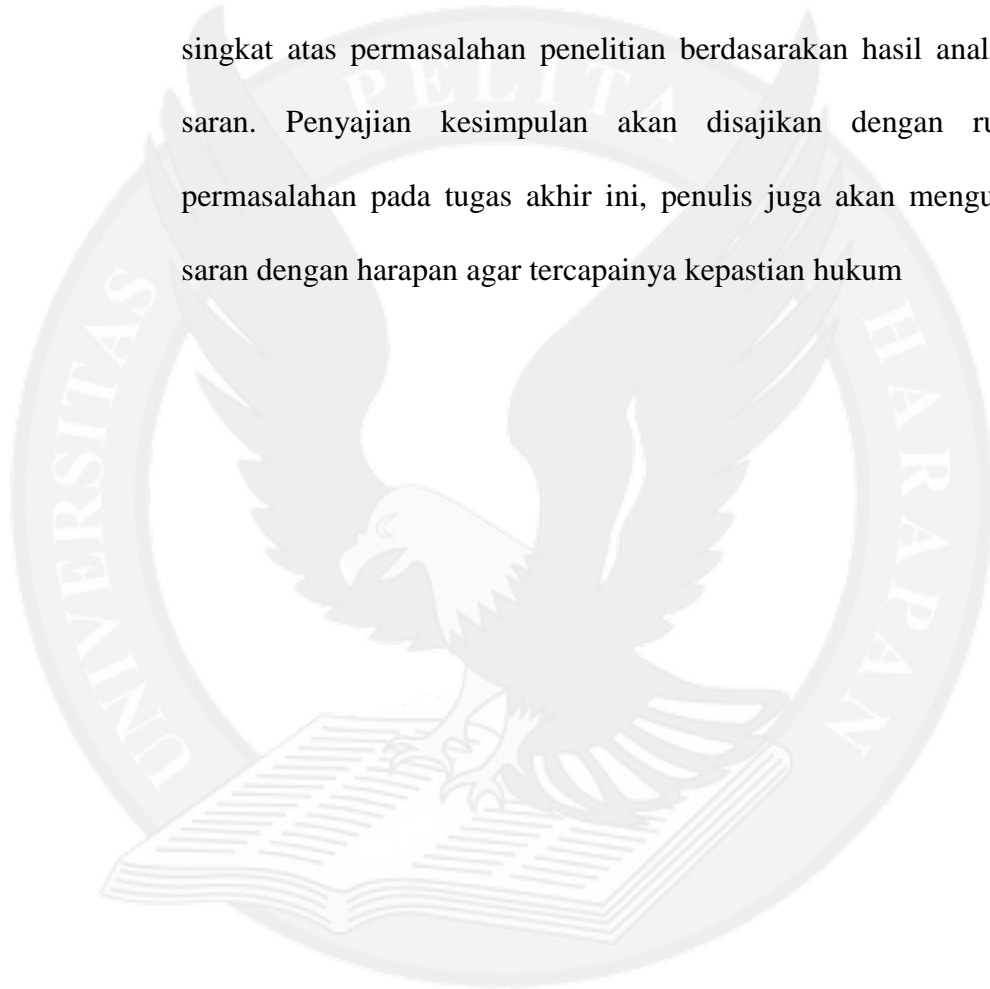 singkat atas permasalahan penelitian berdasarakan hasil anal
saran. Penyajian kesimpulan akan disajikan dengan ru
permasalahan pada tugas akhir ini, penulis juga akan mengu
saran dengan harapan agar tercapainya kepastian hukum
UNIVERSITAS PELITA HARAPAN